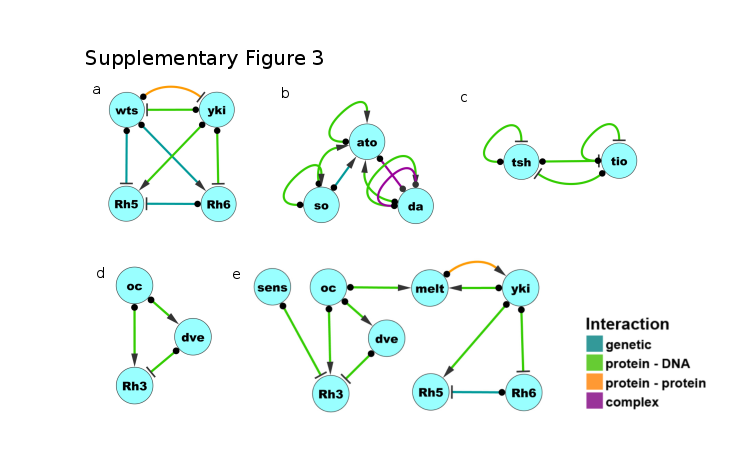 Supplementary Figure 3
a
wts
yki
Rh5
Rh6
b
ato
so
da
c
tsh
tio
d
oc
dve
Rh3
e
sens
oc
melt
yki
dve
Rh3
Rh5
Rh6
Interaction
genetic
protein - DNA
protein - protein
complex